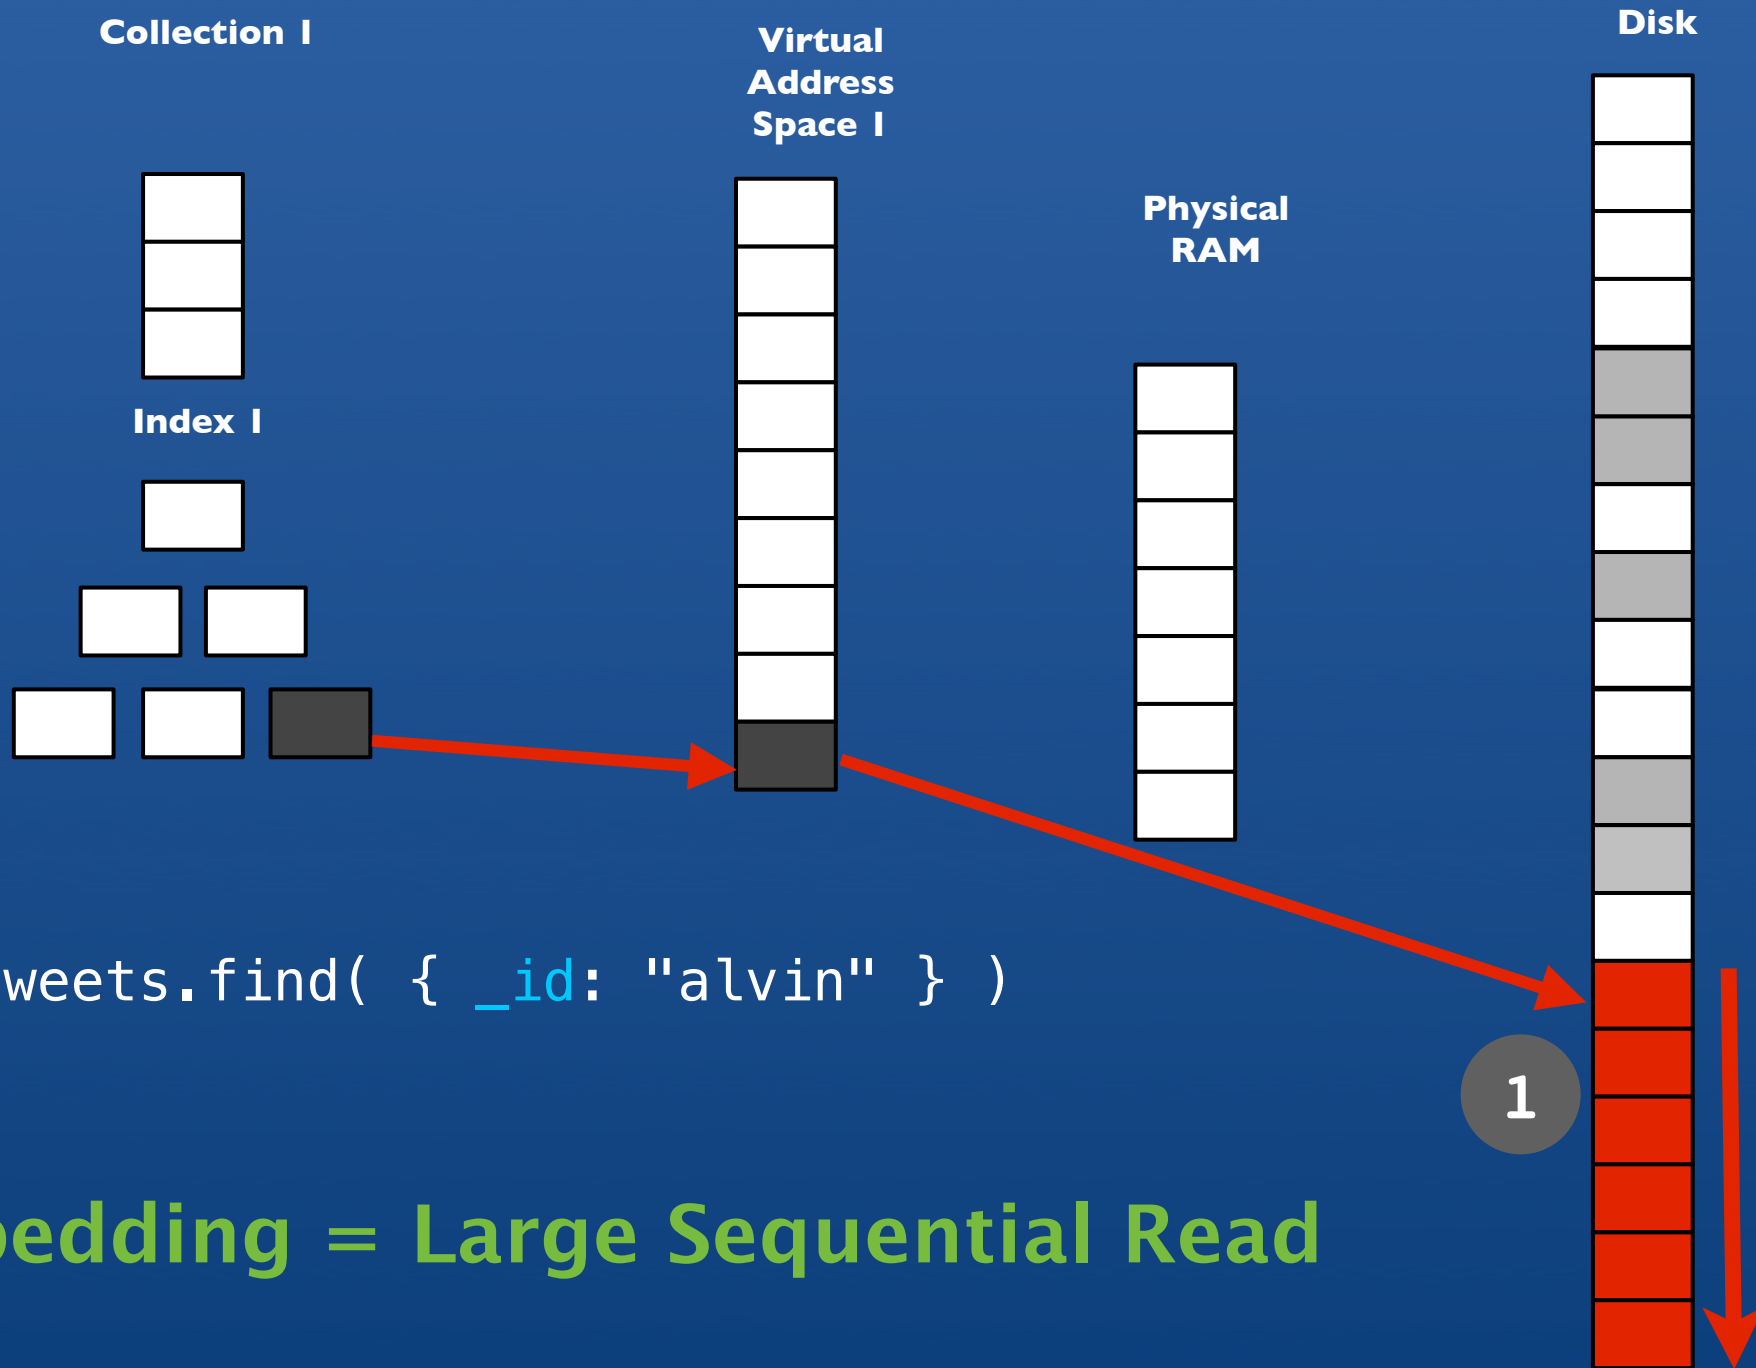 Collection 1
Virtual
Address
Space 1
Disk
Physical
RAM
Index 1
weets.find( { _id: "alvin" } )
1
bedding = Large Sequential Read